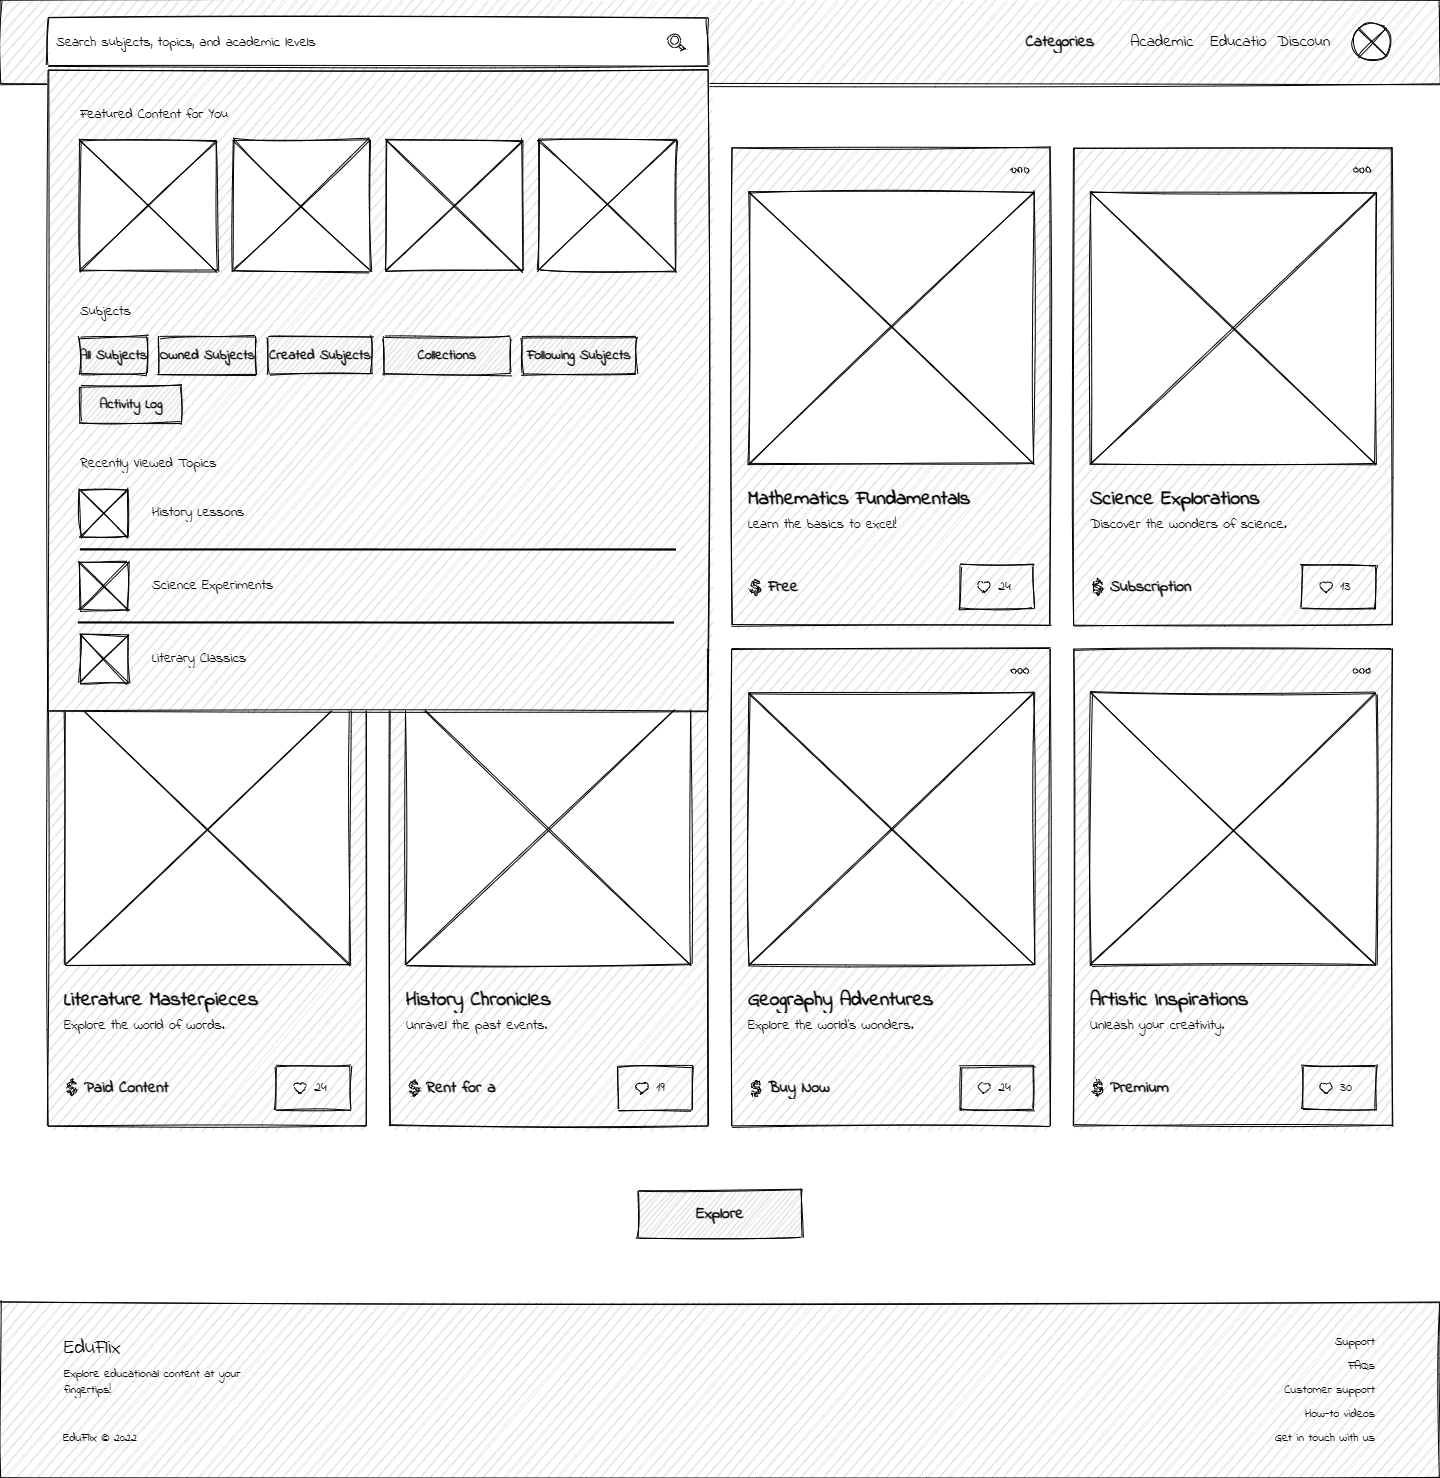 Search subjects, topics, and academic levels
Categories
Academic
Educatio
Discoun
Featured Content for You
Subjects
All Subjects
Owned Subjects
Created Subjects
Collections
Following Subjects
Activity Log
Recently Viewed Topics
History Lessons
Science Experiments
Literary Classics
Mathematics Fundamentals
Learn the basics to excel!
$ Free
24
Science Explorations
Discover the wonders of science.
$ Subscription
13
Literature Masterpieces
Explore the world of words.
$ Paid Content
24
History Chronicles
Unravel the past events.
$ Rent for a
19
Geography Adventures
Explore the world's wonders.
$ Buy Now
24
Artistic Inspirations
Unleash your creativity.
$ Premium
30
Explore
EduFlix
Explore educational content at your
fingertips!
EduFlix © 2022
Support
FAQs
Customer support
How-to videos
Get in touch with us